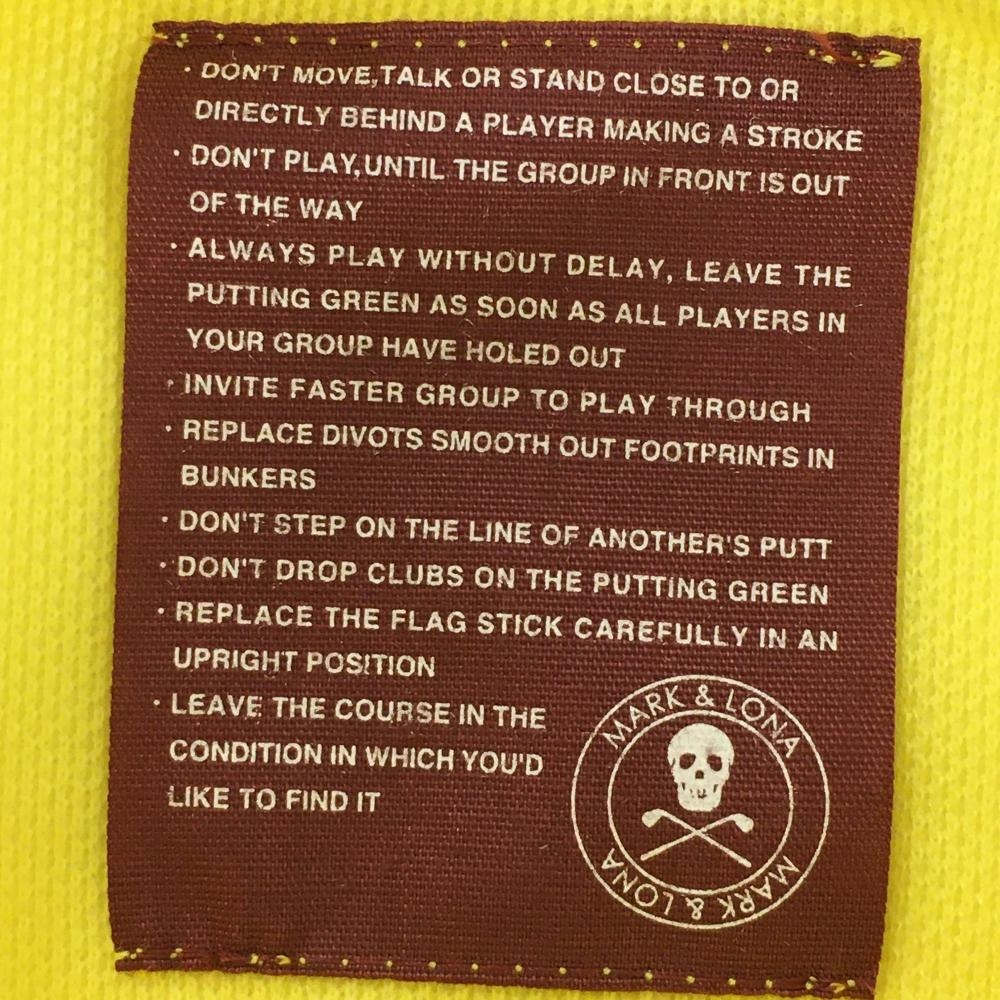 · DON'T MOVE,TALK OR STAND CLOSE TO OR
DIRECTLY BEHIND A PLAYER MAKING A STROKE
· DON'T PLAY,UNTIL THE GROUP IN FRONT IS OUT
OF THE WAY
· ALWAYS PLAY WITHOUT DELAY, LEAVE THE
PUTTING GREEN AS SOON AS ALL PLAYERS IN
YOUR GROUP HAVE HOLED OUT
· INVITE FASTER GROUP TO PLAY THROUGH
· REPLACE DIVOTS SMOOTH OUT FOOTPRINTS IN
BUNKERS
· DON'T STEP ON THE LINE OF ANOTHER'S PUTT
· DON'T DROP CLUBS ON THE PUTTING GREEN
· REPLACE THE FLAG STICK CAREFULLY IN AN
UPRIGHT POSITION
· LEAVE THE COURSE IN THE
CONDITION IN WHICH YOU'D
LIKE TO FIND IT
MARK & LONA
MARK & LONA